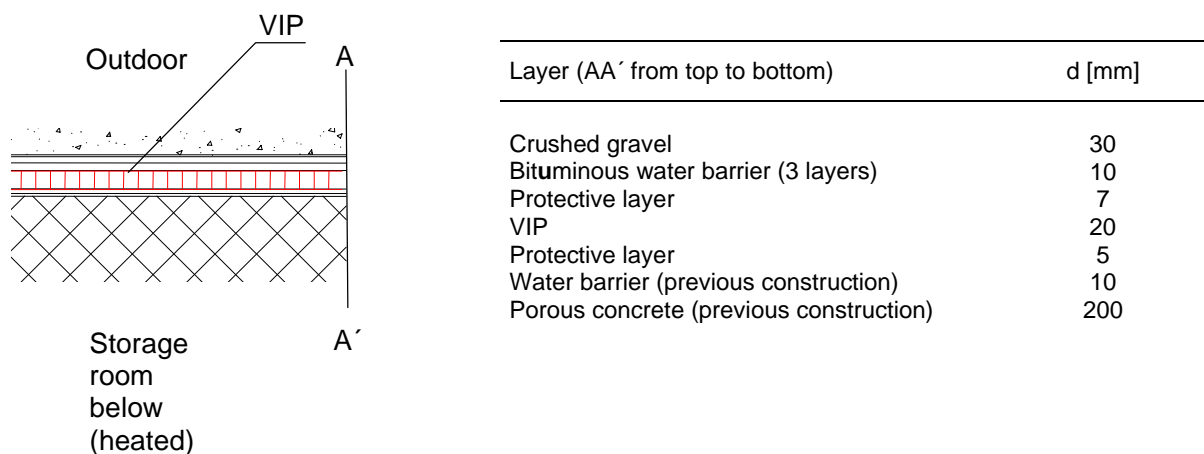 VIP
Outdoor
A
A´
Storage
room
below
(heated)
Layer (AA´ from top to bottom) d [mm]
Crushed gravel 30
Bituminous water barrier (3 layers) 10
Protective layer 7
VIP 20
Protective layer 5
Water barrier (previous construction) 10
Porous concrete (previous construction) 200